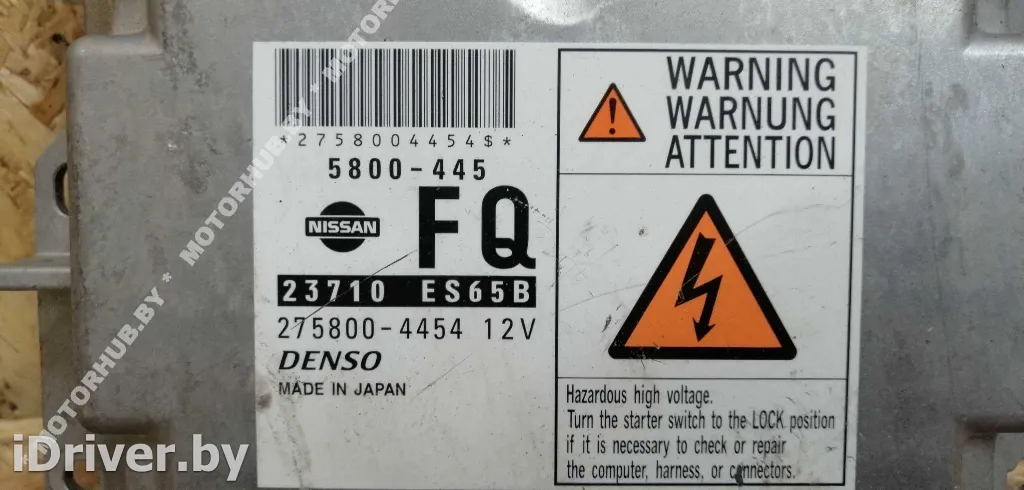 *2758004454$*
5800-445
NISSAN
FQ
23710 ES65B
275800-4454 12V
DENSO
MADE IN JAPAN
WARNING
WARNUNG
ATTENTION
Hazardous high voltage.
Turn the starter switch to the LOCK position
if it is necessary to check or repair
the computer, harness, or connectors.
MOTORHUB.BY * MOTORHUB.BY * MOTORHUB.BY
iDriver.by